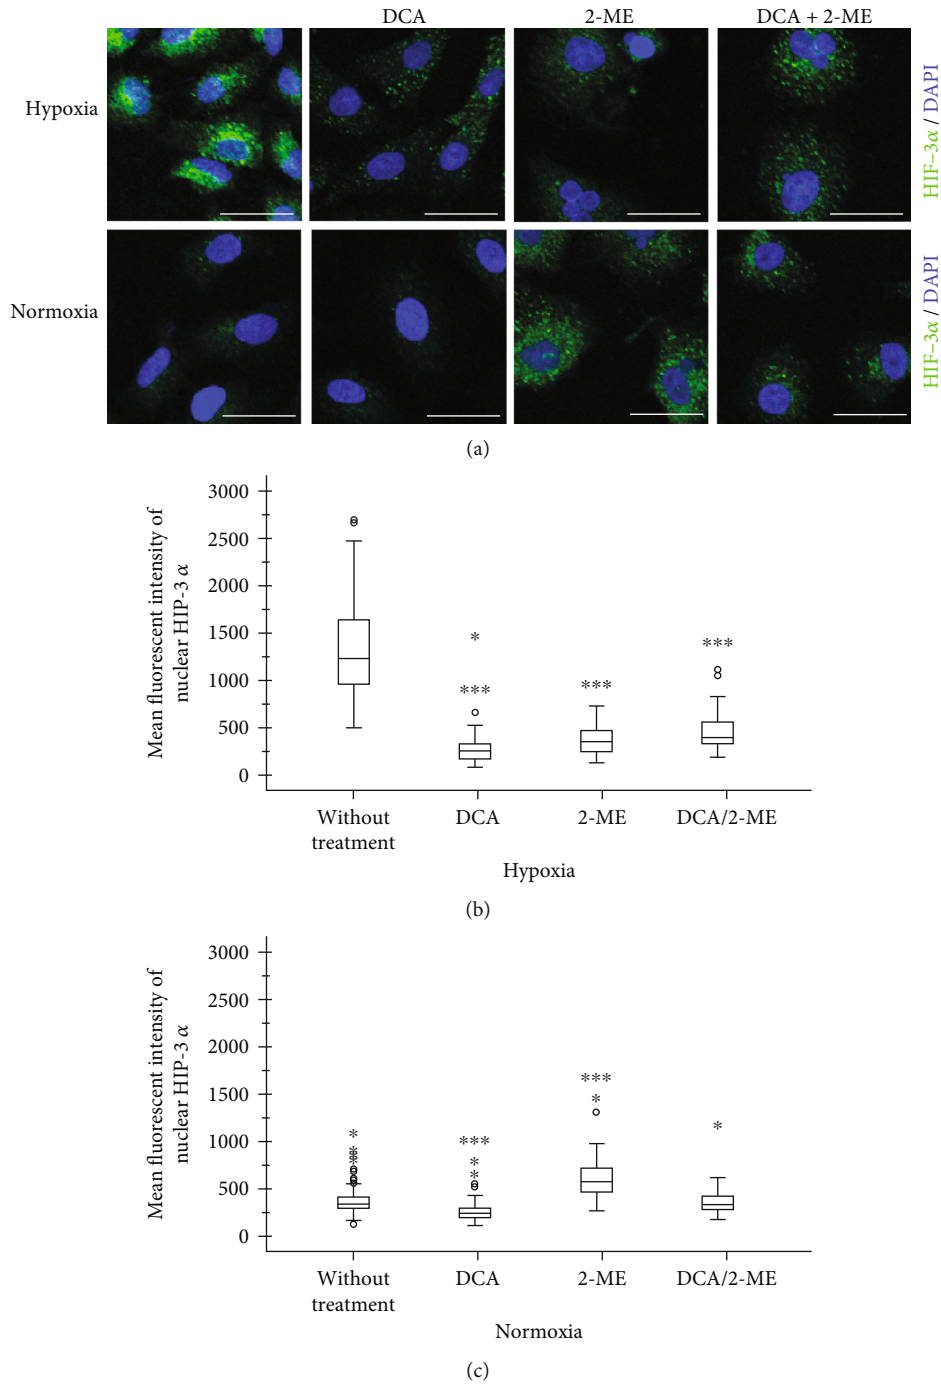 DCA 2-ME DCA + 2-ME
Hypoxia
HIF–3α / DAPI
Normoxia
HIF–3α / DAPI
(a)
Mean fluorescent intensity of
nuclear HIP-3 α
3000
2500
2000
1500
1000
500
0
*
***
***
***
Without
treatment
DCA
2-ME
DCA/2-ME
Hypoxia
(b)
Mean fluorescent intensity of
nuclear HIP-3 α
3000
2500
2000
1500
1000
500
0
*
***
*
*
***
*
*
Without
treatment
DCA
2-ME
DCA/2-ME
Normoxia
(c)